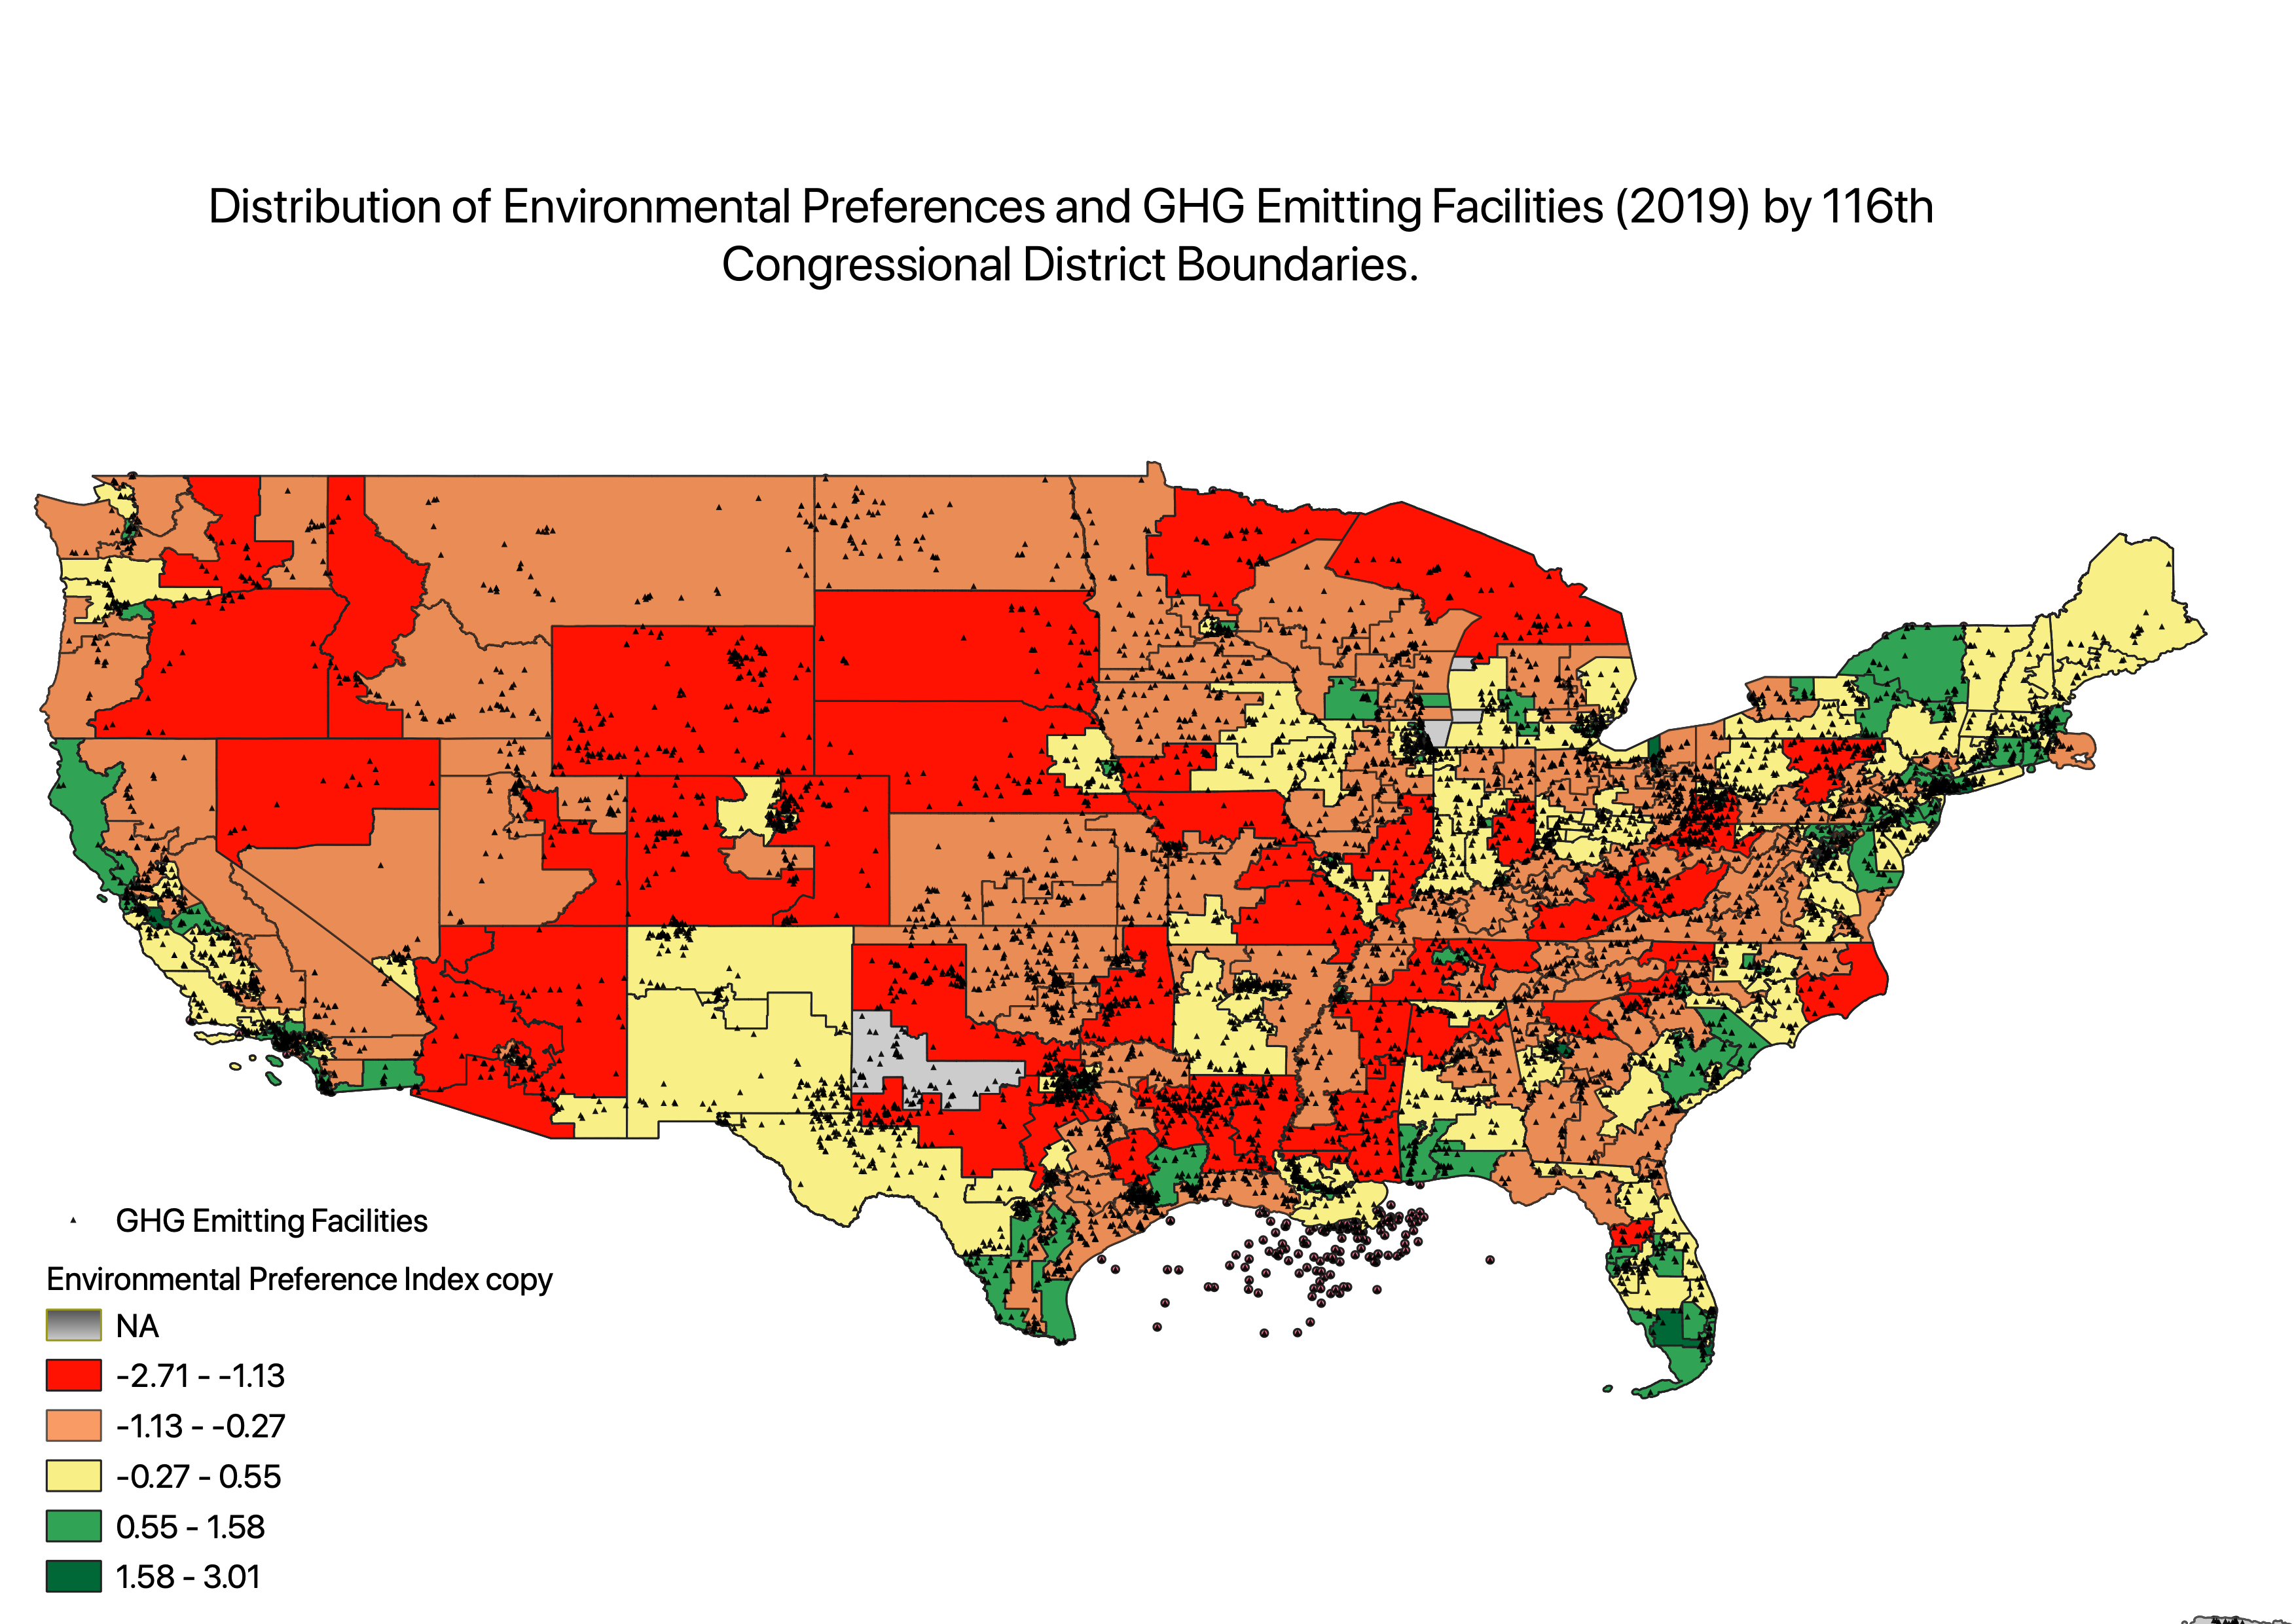 Distribution of Environmental Preferences and GHG Emitting Facilities (2019) by 116th
Congressional District Boundaries.
GHG Emitting Facilities
Environmental Preference Index copy
NA
-2.71 - -1.13
-1.13 - -0.27
-0.27 - 0.55
0.55 - 1.58
1.58 - 3.01